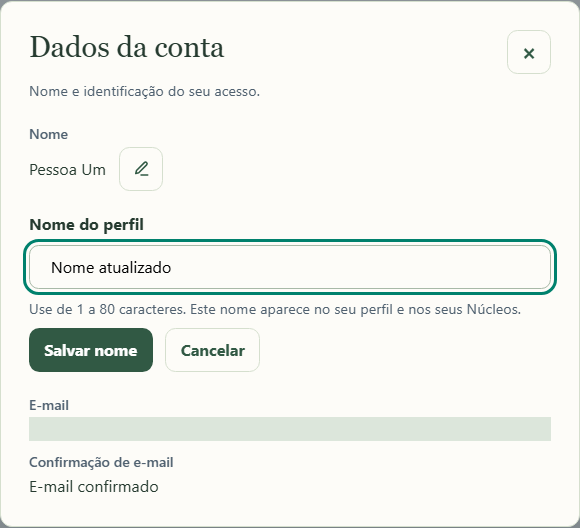 Dados da conta
Nome e identificação do seu acesso.
Nome
Pessoa Um
Nome do perfil
Nome atualizado
Use de 1 a 80 caracteres. Este nome aparece no seu perfil e nos seus Núcleos.
Salvar nome
Cancelar
E-mail
Confirmação de e-mail
E-mail confirmado